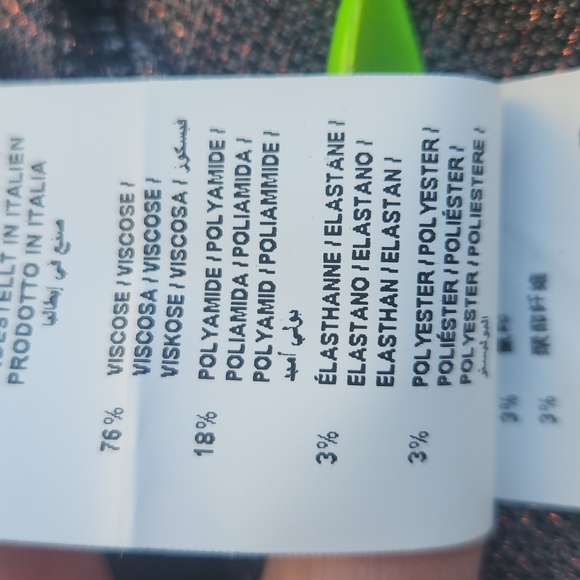 IN ITALIEN
PRODOTTO IN ITALIA
صنع في إيطاليا
76% VISCOSE / VISCOSE /
VISCOSA / VISCOSE /
VISKOSE / VISCOSA / فيسكوز
18% POLYAMIDE / POLYAMIDE /
POLIAMIDA / POLIAMIDA /
POLYAMID / POLIAMMIDE /
بولي أميد
3% ÉLASTHANNE / ELASTANE /
ELASTANO / ELASTANO /
ELASTHAN / ELASTAN /
3% POLYESTER / POLYESTER /
POLIÉSTER / POLIÉSTER /
POLYESTER / POLIESTERE /
3%
3%